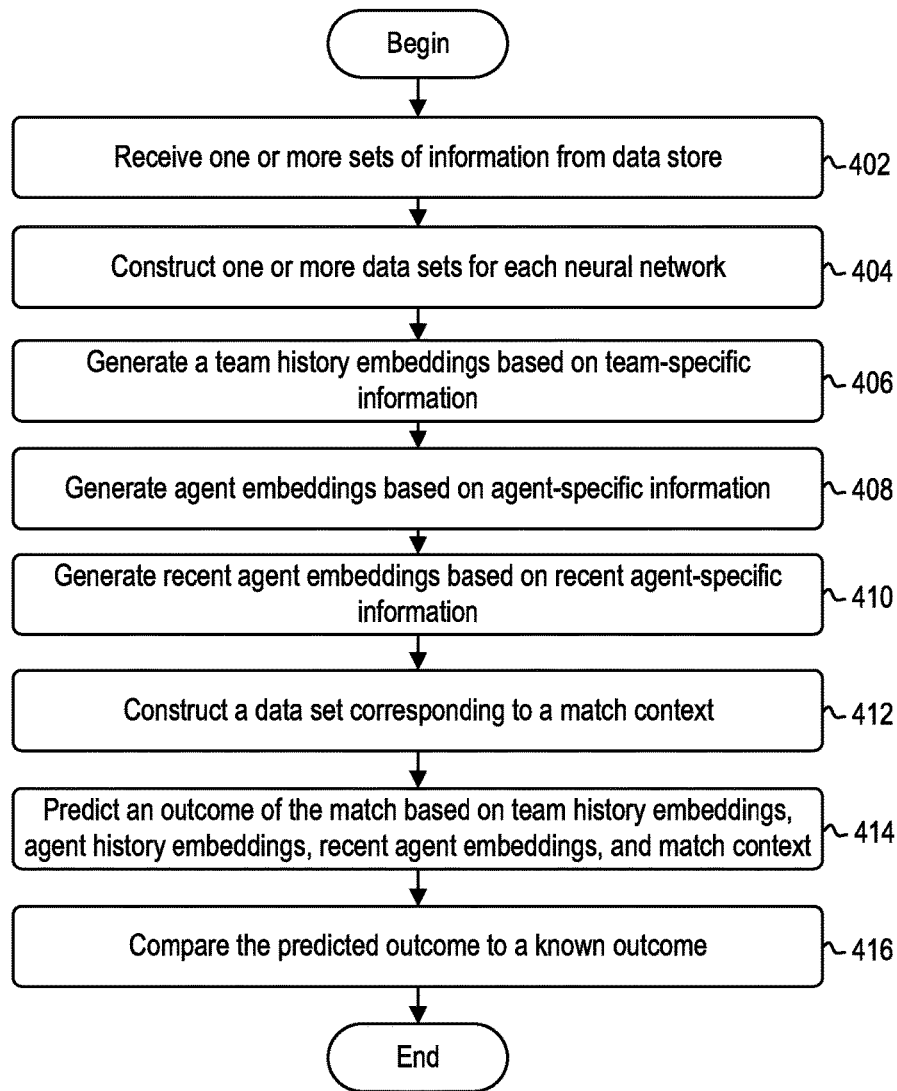 Begin
Receive one or more sets of information from data store
402
Construct one or more data sets for each neural network
404
Generate a team history embeddings based on team-specific
information
406
Generate agent embeddings based on agent-specific information
408
Generate recent agent embeddings based on recent agent-specific
information
410
Construct a data set corresponding to a match context
412
Predict an outcome of the match based on team history embeddings,
agent history embeddings, recent agent embeddings, and match context
414
Compare the predicted outcome to a known outcome
416
End